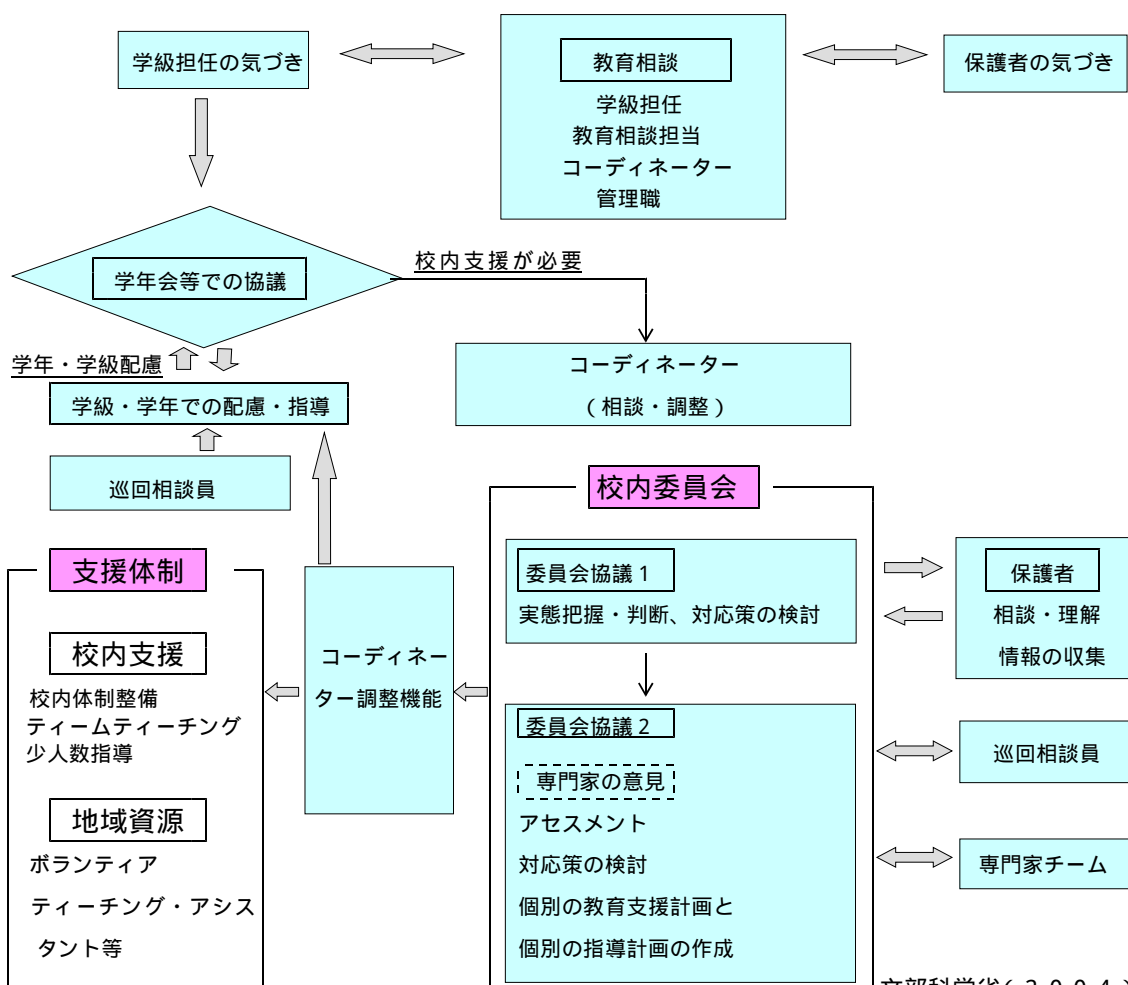 学級担任の気づき
教育相談
学級担任
教育相談担当
コーディネーター
管理職
保護者の気づき
学年会等での協議
校内支援が必要
学年・学級配慮
学級・学年での配慮・指導
巡回相談員
コーディネーター
（相談・調整）
校内委員会
委員会協議１
実態把握・判断、対応策の検討
委員会協議２
専門家の意見
アセスメント
対応策の検討
個別の教育支援計画と
個別の指導計画の作成
保護者
相談・理解
情報の収集
巡回相談員
専門家チーム
コーディネー
ター調整機能
支援体制
校内支援
校内体制整備
ティームティーチング
少人数指導
地域資源
ボランティア
ティーチング・アシス
タント等
文部科学省(２００４)